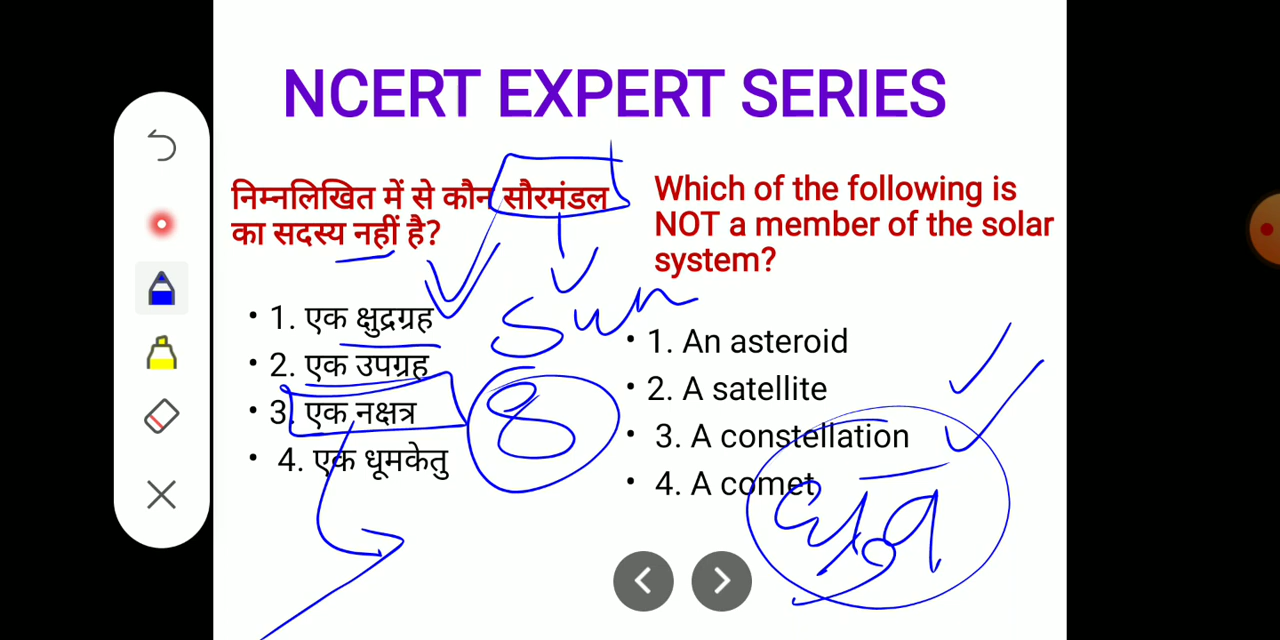 NCERT EXPERT SERIES
निम्नलिखित में से कौन सौरमंडल
का सदस्य नहीं है?
• 1. एक क्षुद्रग्रह
• 2. एक उपग्रह
• 3. एक नक्षत्र
• 4. एक धूमकेतु
Sun
8
Which of the following is
NOT a member of the solar
system?
• 1. An asteroid
• 2. A satellite
• 3. A constellation
• 4. A comet